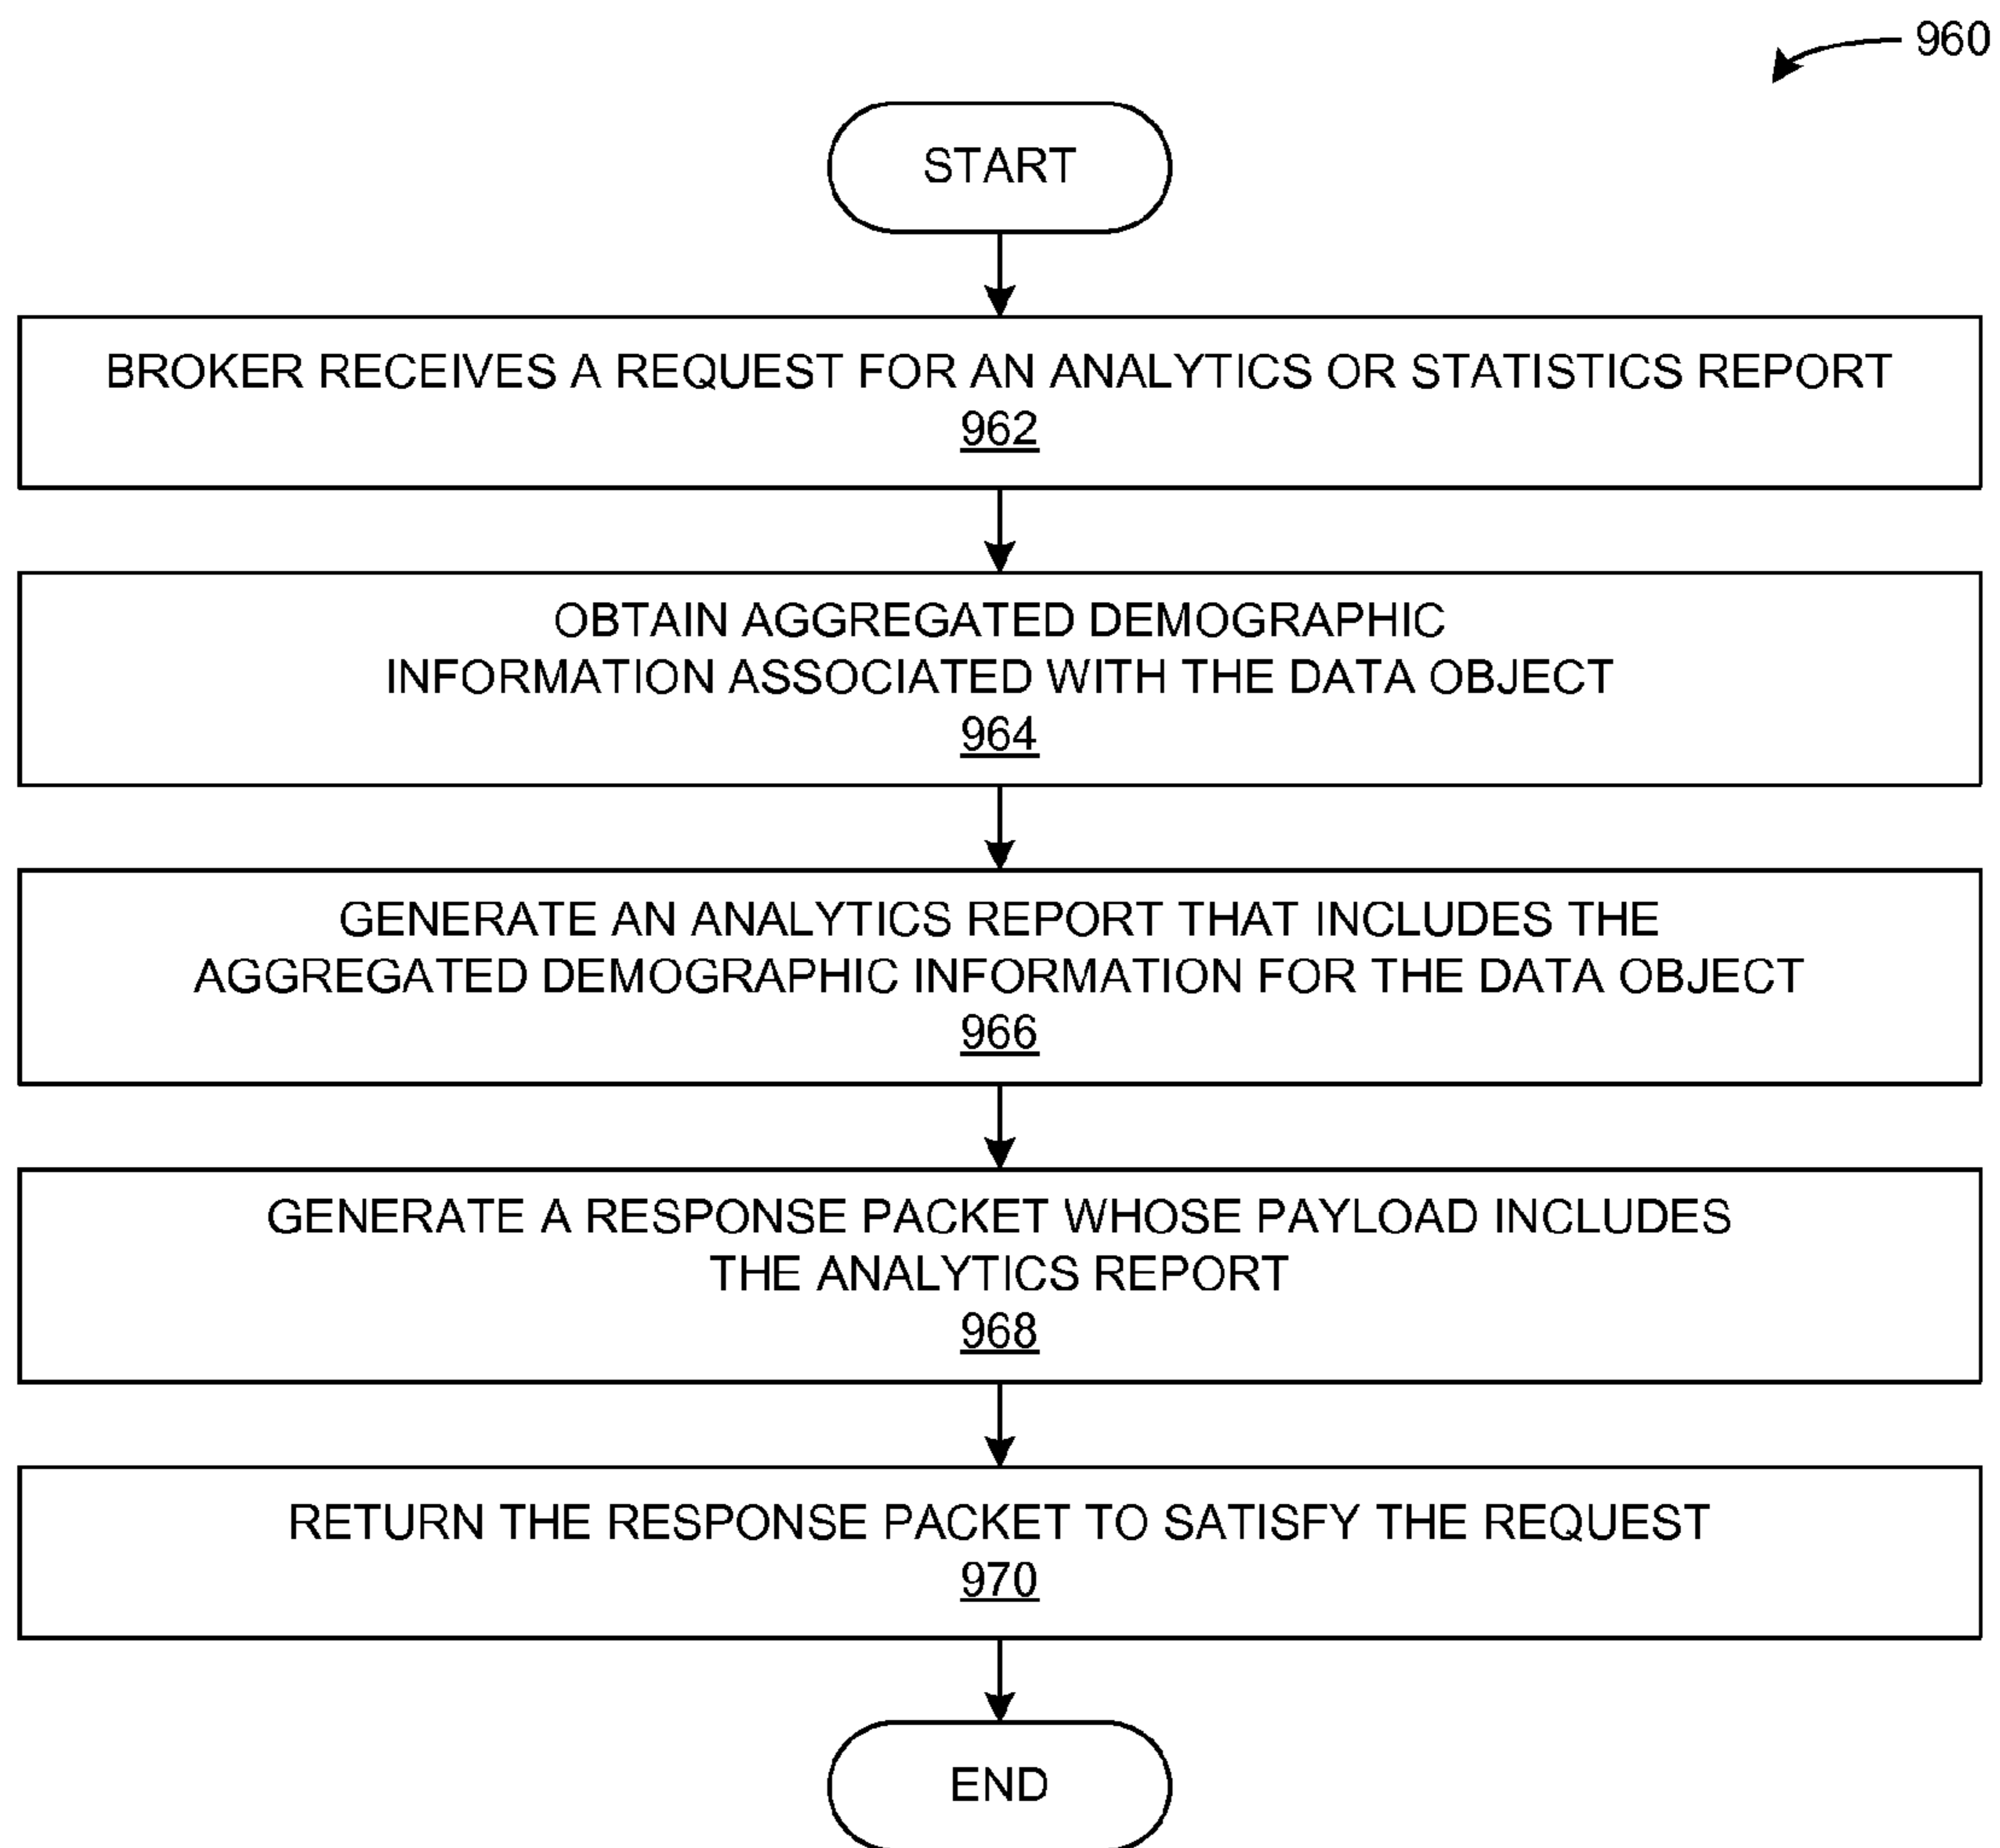 960
START
BROKER RECEIVES A REQUEST FOR AN ANALYTICS OR STATISTICS REPORT
962
OBTAIN AGGREGATED DEMOGRAPHIC
INFORMATION ASSOCIATED WITH THE DATA OBJECT
964
GENERATE AN ANALYTICS REPORT THAT INCLUDES THE
AGGREGATED DEMOGRAPHIC INFORMATION FOR THE DATA OBJECT
966
GENERATE A RESPONSE PACKET WHOSE PAYLOAD INCLUDES
THE ANALYTICS REPORT
968
RETURN THE RESPONSE PACKET TO SATISFY THE REQUEST
970
END